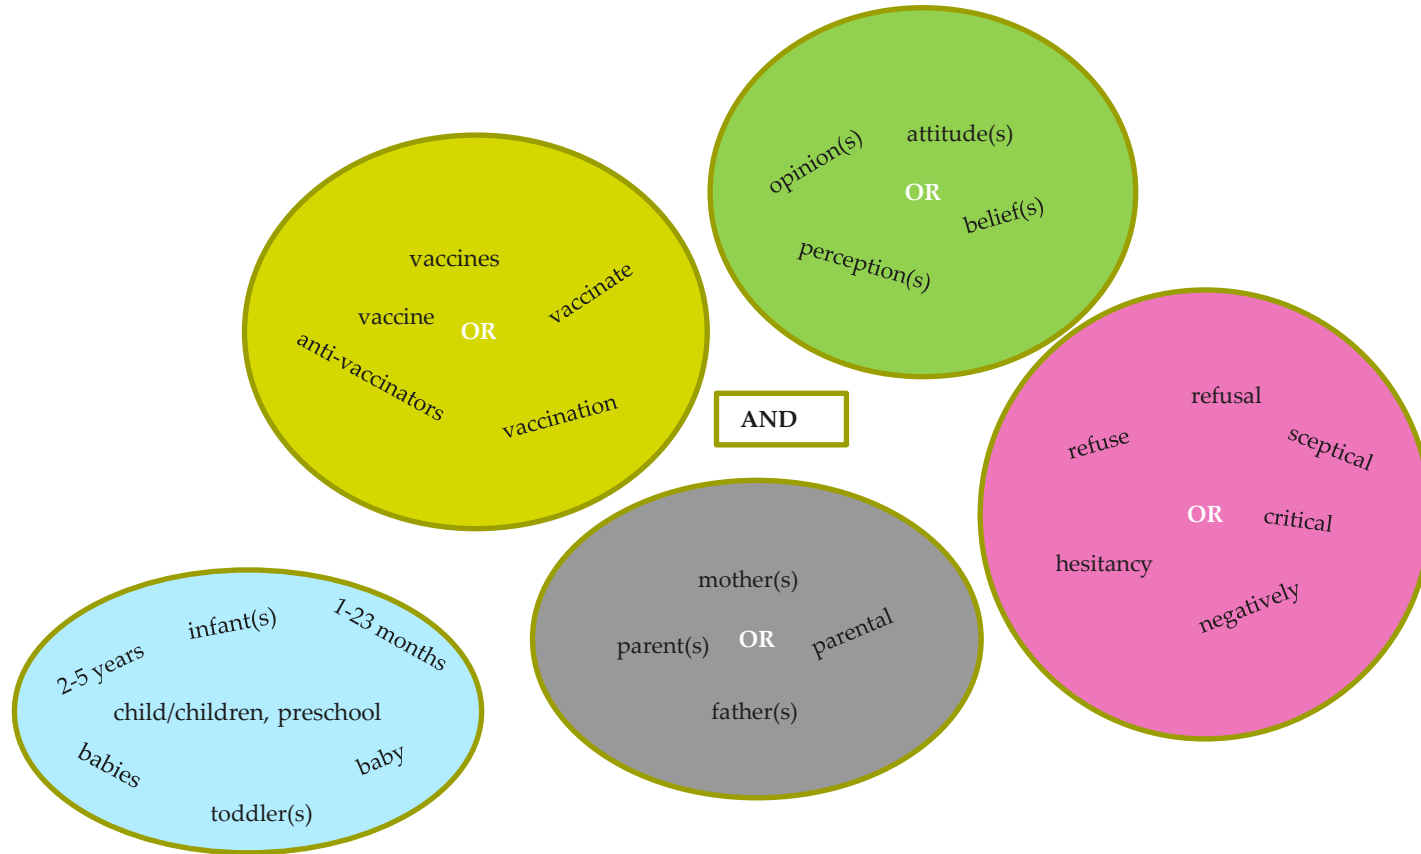 opinion(s)
attitude(s)
OR
belief(s)
perception(s)
vaccines
vaccinate
vaccine
OR
anti-vaccinators
vaccination
AND
refusal
refuse
sceptical
OR
critical
hesitancy
negatively
mother(s)
parent(s)
OR
parental
father(s)
infant(s)
1-23 months
2-5 years
child/children, preschool
babies
baby
toddler(s)